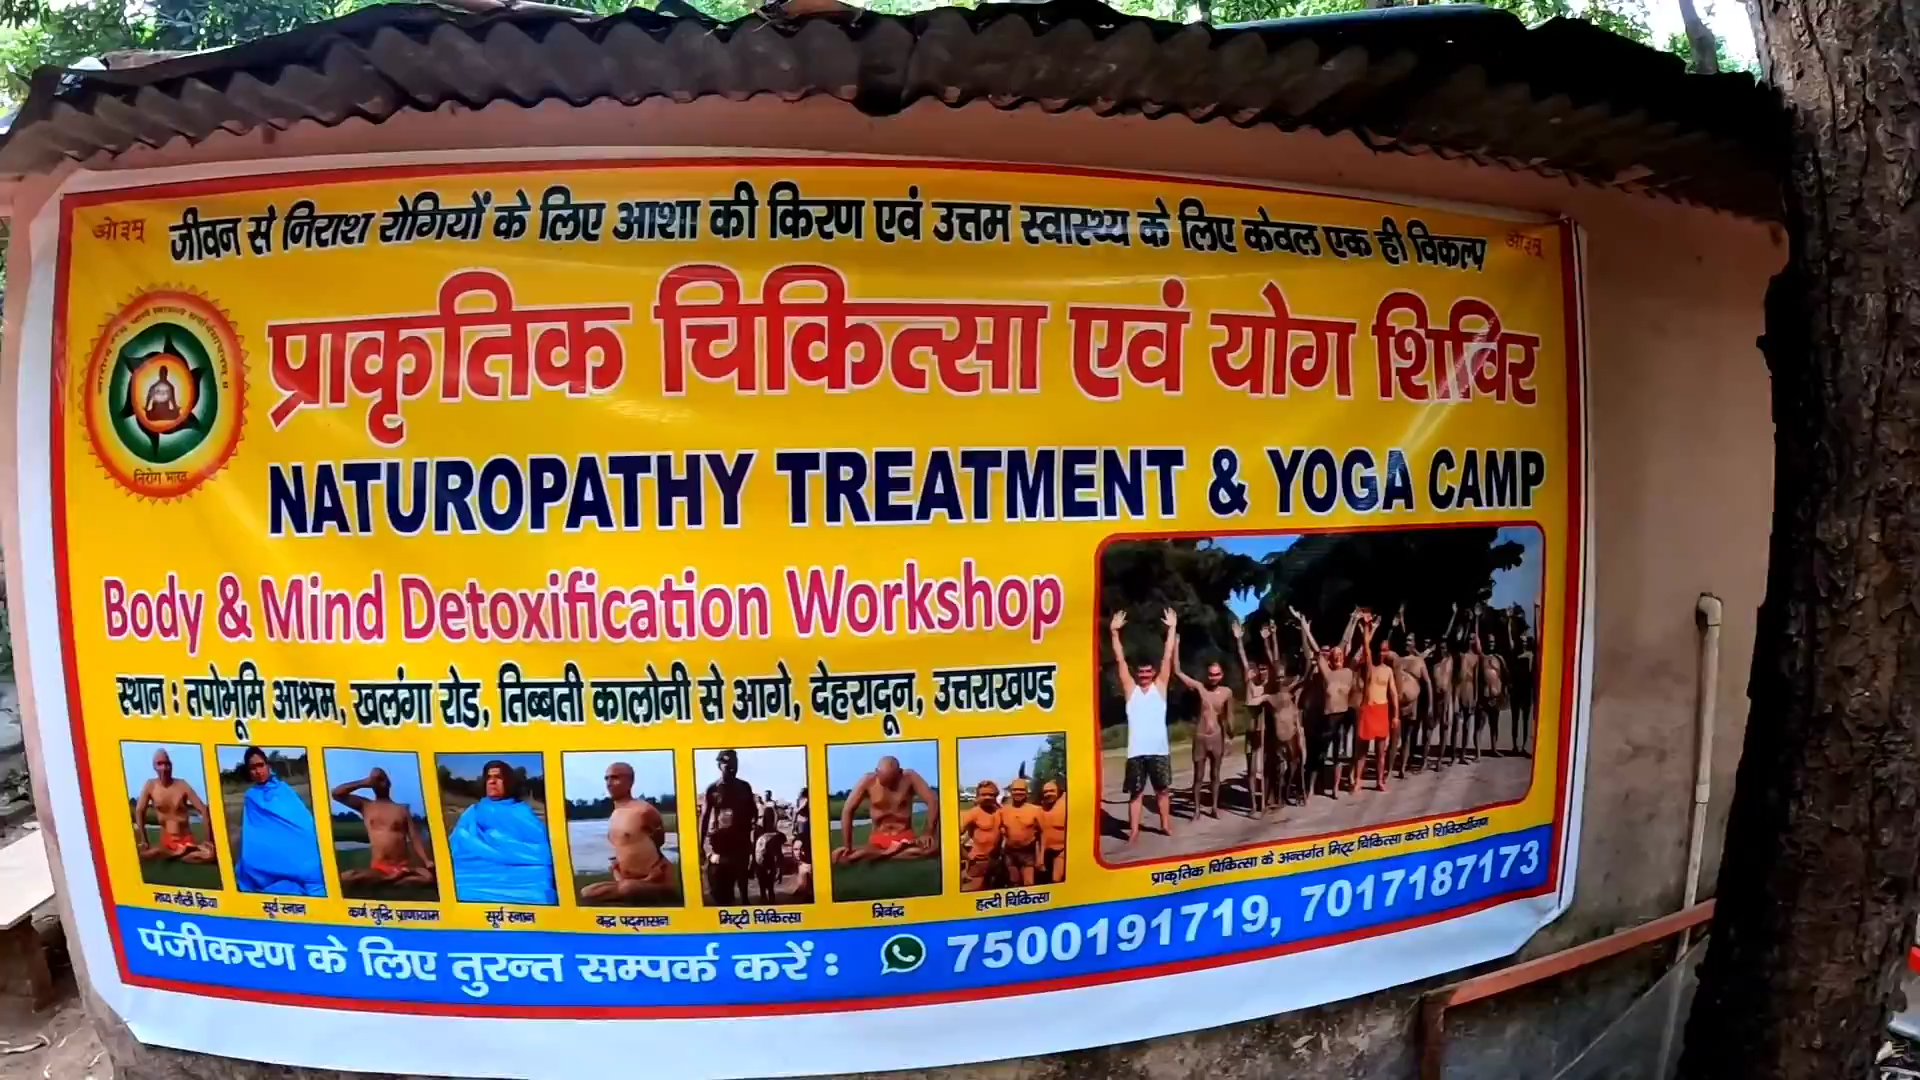 ओ३म्
जीवन से निराश रोगियों के लिए आशा की किरण एवं उत्तम स्वास्थ्य के लिए केवल एक ही विकल्प
ओ३म्
प्राकृतिक चिकित्सा एवं योग शिविर
निरोग भारत
NATUROPATHY TREATMENT & YOGA CAMP
Body & Mind Detoxification Workshop
स्थान : तपोभूमि आश्रम, खलंगा रोड, तिब्बती कालोनी से आगे, देहरादून, उत्तराखण्ड
मध्य नौली क्रिया
सूर्य स्नान
कर्ण शुद्धि प्राणायाम
सूर्य स्नान
बद्ध पद्मासन
मिट्टी चिकित्सा
त्रिबंद्ध
हल्दी चिकित्सा
प्राकृतिक चिकित्सा के अन्तर्गत मिट्ट चिकित्सा करते शिविरार्थीगण
पंजीकरण के लिए तुरन्त सम्पर्क करें : 7500191719, 7017187173